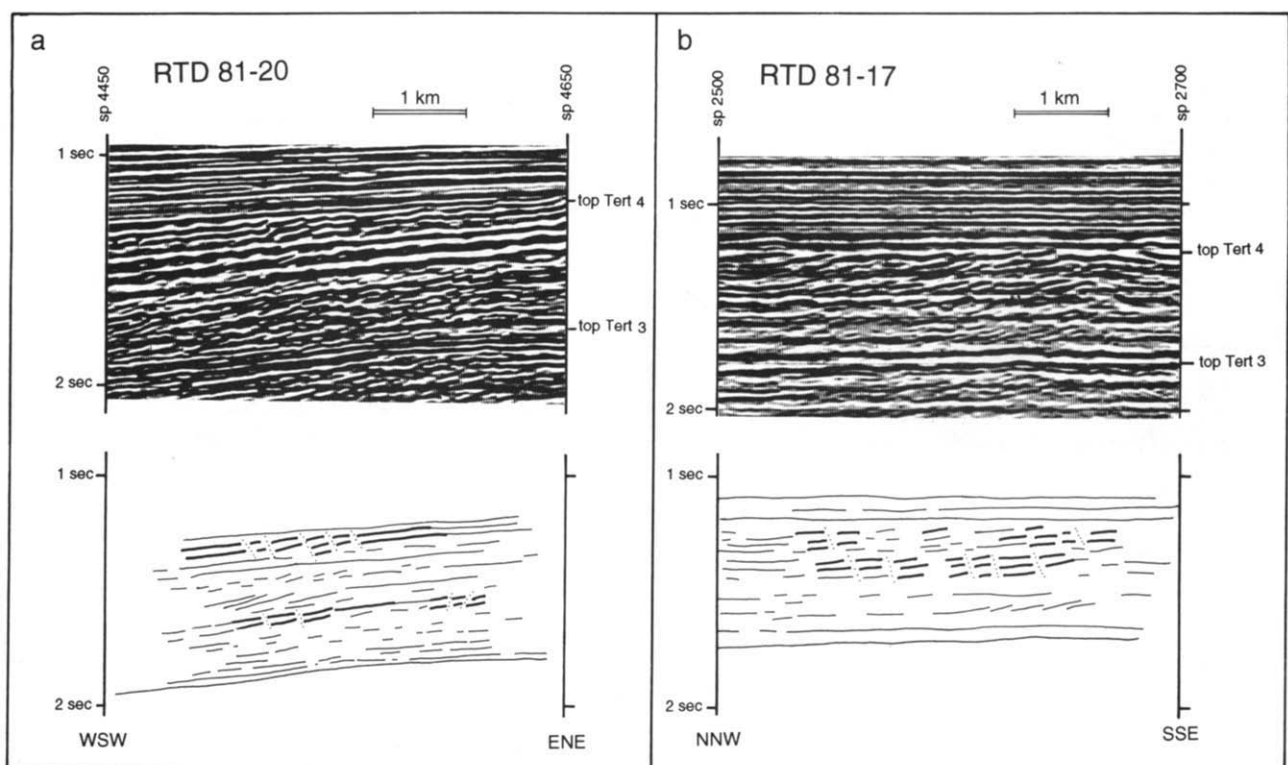 a
RTD 81-20
sp 4450
sp 4650
1 km
1 sec
top Tert 4
top Tert 3
2 sec
1 sec
2 sec
WSW
ENE
b
RTD 81-17
sp 2500
sp 2700
1 km
1 sec
top Tert 4
top Tert 3
2 sec
1 sec
2 sec
NNW
SSE